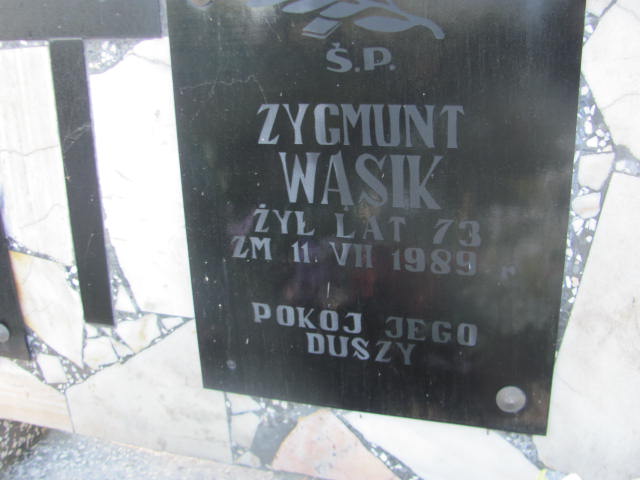 Ś.P.
ZYGMUNT
WĄSIK
ŻYŁ LAT 73
ZM 11 VII 1989 r
POKOJ JEGO
DUSZY